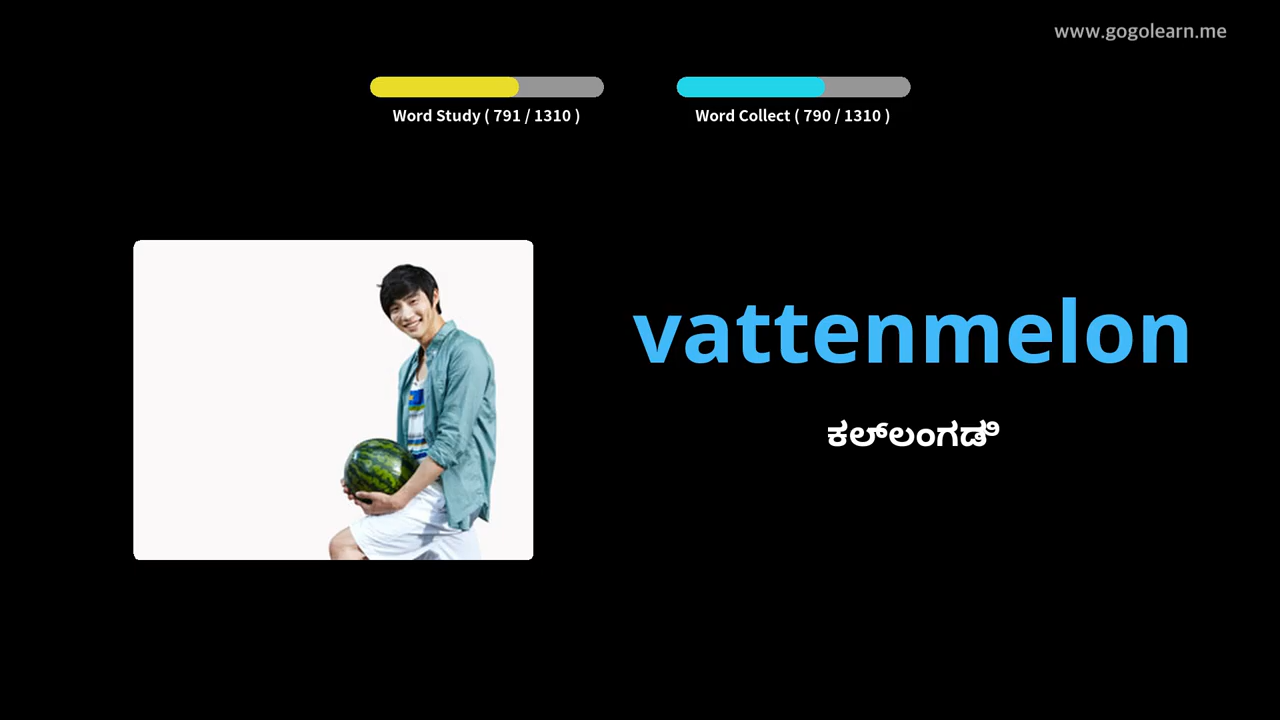 www.gogolearn.me
Word Study ( 791 / 1310 )
Word Collect ( 790 / 1310 )
vattenmelon
ಕಲ್ಲಂಗಡಿ